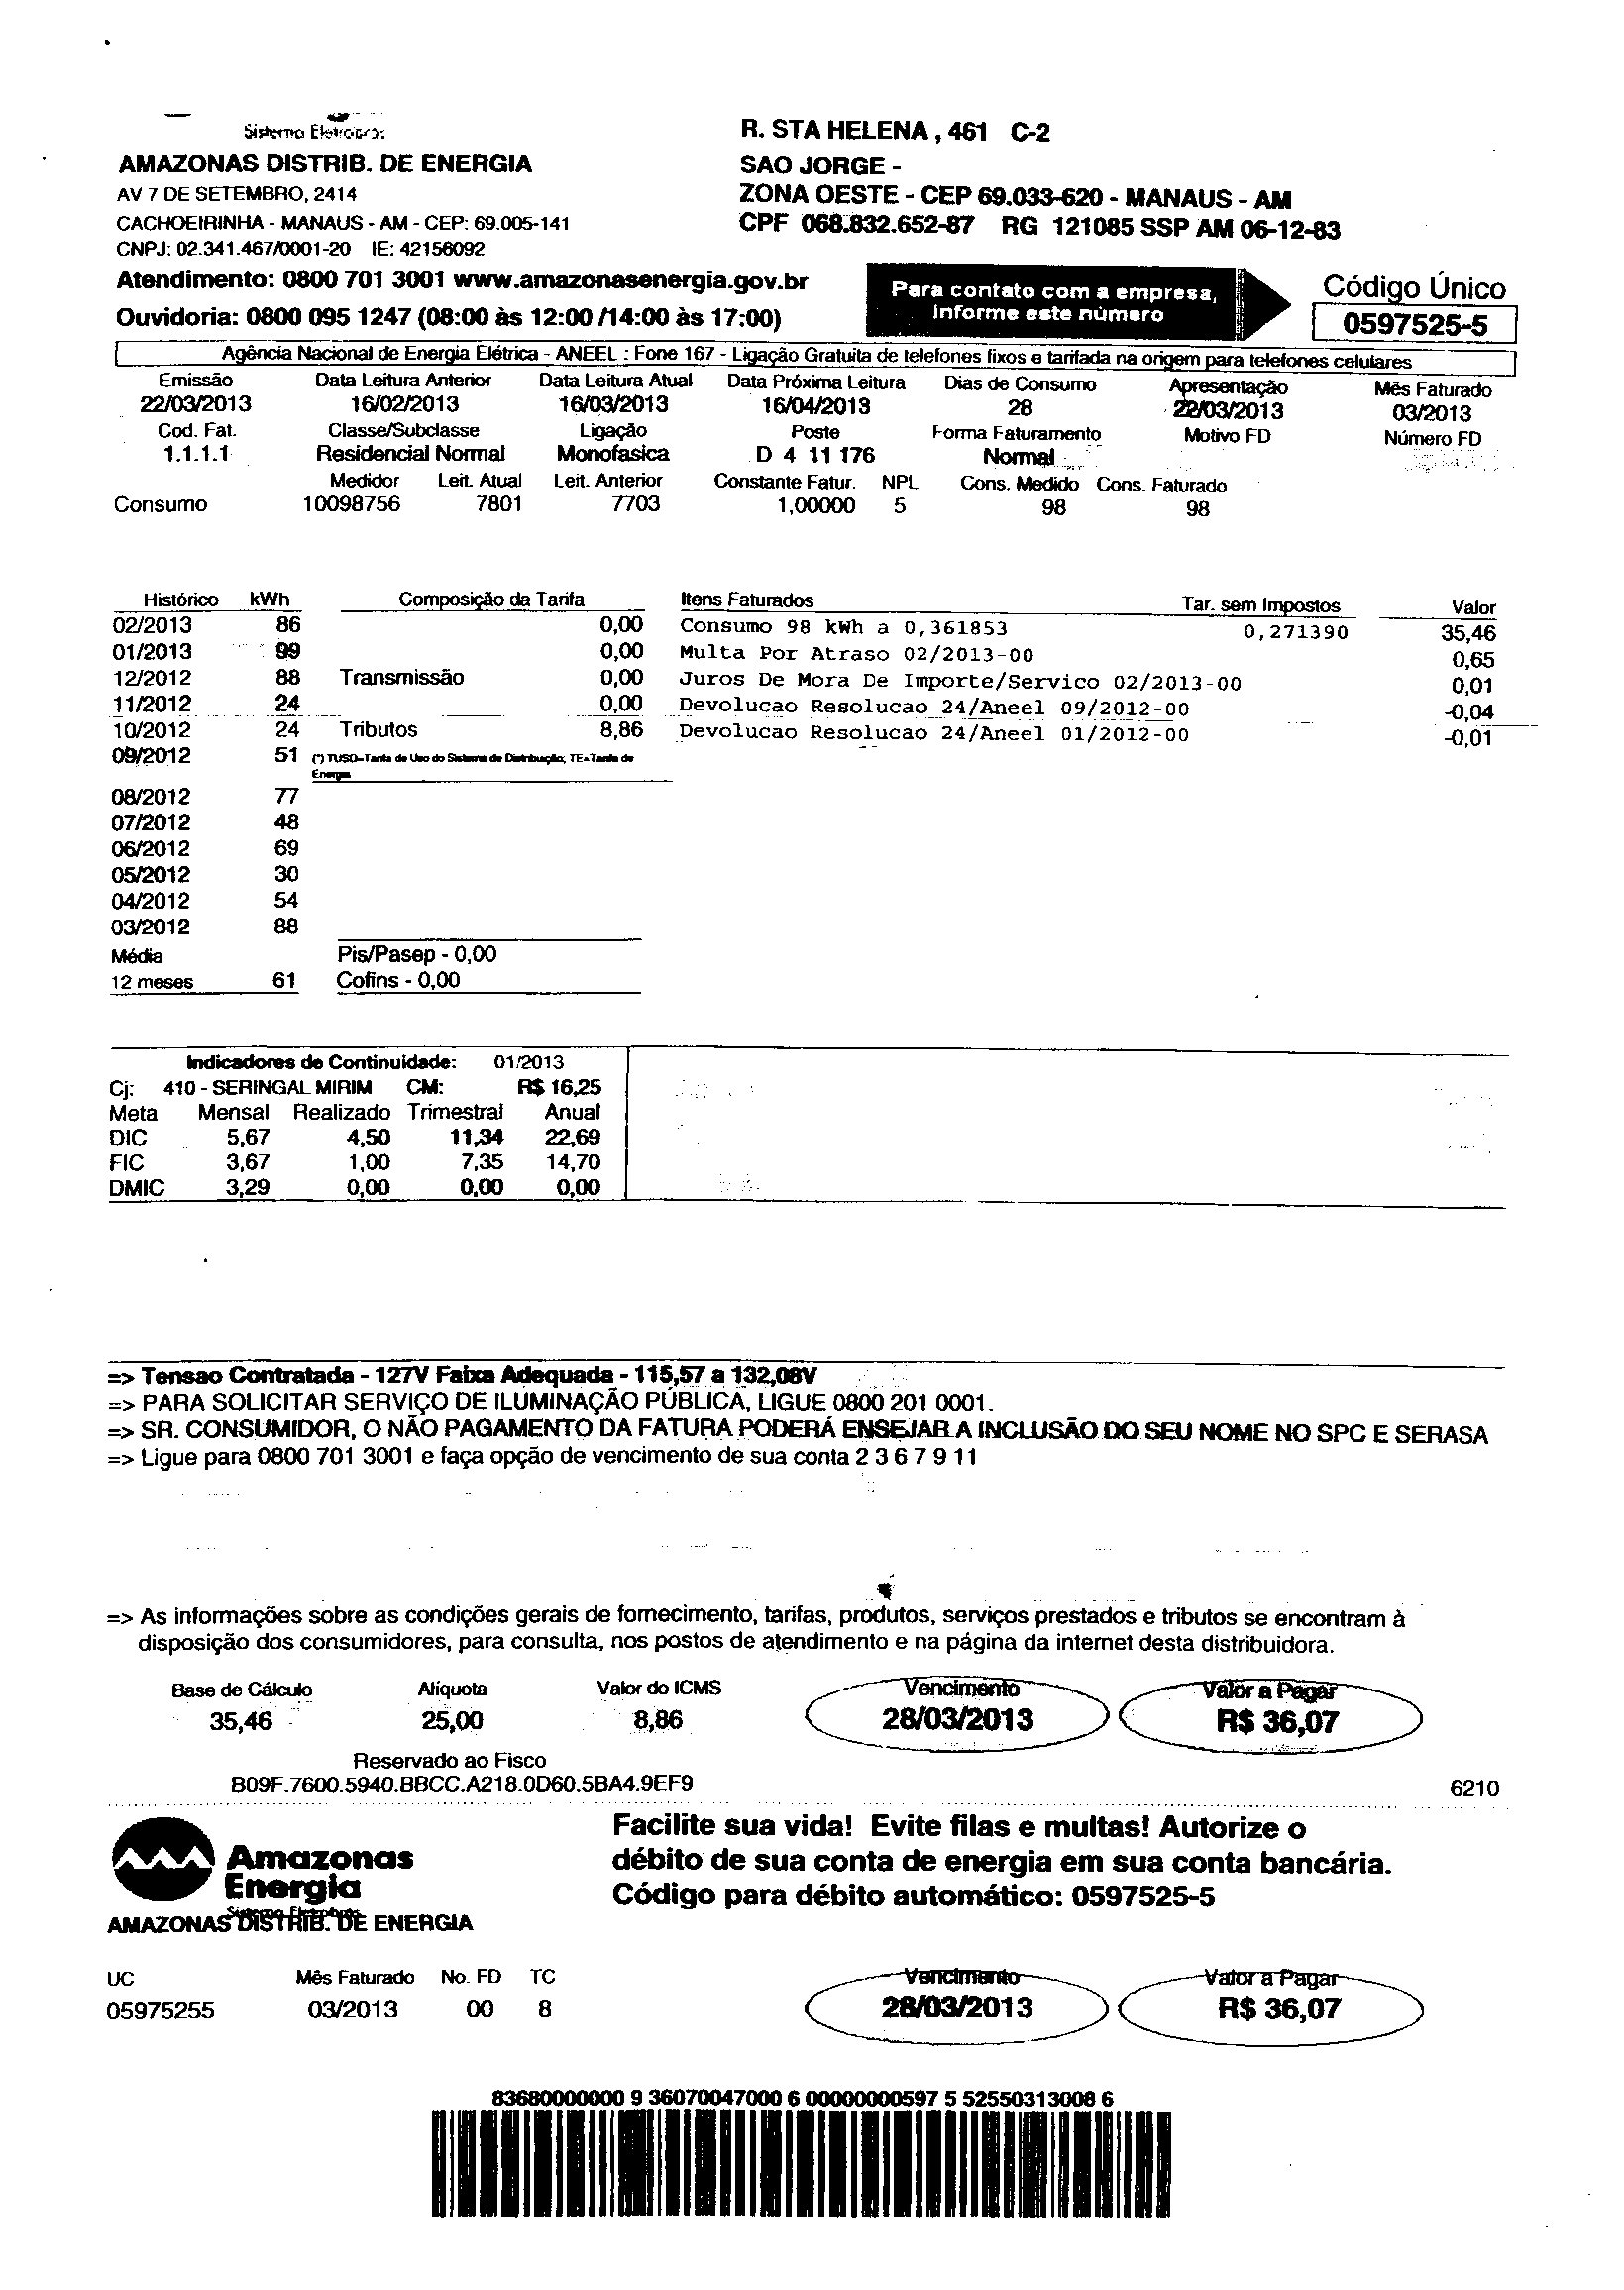 Sistema Eletrobras
AMAZONAS DISTRIB. DE ENERGIA
AV 7 DE SETEMBRO, 2414
CACHOEIRINHA - MANAUS - AM - CEP: 69.005-141
CNPJ: 02.341.467/0001-20 IE: 42156092
Atendimento: 0800 701 3001 www.amazonasenergia.gov.br
Ouvidoria: 0800 095 1247 (08:00 às 12:00 /14:00 às 17:00)
R. STA HELENA , 461 C-2
SAO JORGE -
ZONA OESTE - CEP 69.033-620 - MANAUS - AM
CPF 068.832.652-87 RG 121085 SSP AM 06-12-83
Para contato com a empresa,
informe este número
Código Único
0597525-5
Agência Nacional de Energia Elétrica - ANEEL : Fone 167 - Ligação Gratuita de telefones fixos e tarifada na origem para telefones celulares
Emissão Data Leitura Anterior Data Leitura Atual Data Próxima Leitura Dias de Consumo Apresentação Mês Faturado
22/03/2013 16/02/2013 16/03/2013 16/04/2013 28 22/03/2013 03/2013
Cod. Fat. Classe/Subclasse Ligação Poste Forma Faturamento Motivo FD Número FD
1.1.1.1 Residencial Normal Monofasica D 4 11 176 Normal
Medidor Leit. Atual Leit. Anterior Constante Fatur. NPL Cons. Medido Cons. Faturado
Consumo 10098756 7801 7703 1,00000 5 98 98
Histórico kWh
02/2013 86
01/2013 99
12/2012 88
11/2012 24
10/2012 24
09/2012 51
08/2012 77
07/2012 48
06/2012 69
05/2012 30
04/2012 54
03/2012 88
Média
12 meses 61
Composição da Tarifa
0,00
0,00
Transmissão 0,00
0,00
Tributos 8,86
(*) TUSD=Tarifa de Uso do Sistema de Distribuição; TE=Tarifa de
Energia
Pis/Pasep - 0,00
Cofins - 0,00
Itens Faturados Tar. sem Impostos Valor
Consumo 98 kWh a 0,361853 0,271390 35,46
Multa Por Atraso 02/2013-00 0,65
Juros De Mora De Importe/Servico 02/2013-00 0,01
Devolucao Resolucao 24/Aneel 09/2012-00 -0,04
Devolucao Resolucao 24/Aneel 01/2012-00 -0,01
Indicadores de Continuidade: 01/2013
Cj: 410 - SERINGAL MIRIM CM: R$ 16,25
Meta Mensal Realizado Trimestral Anual
DIC 5,67 4,50 11,34 22,69
FIC 3,67 1,00 7,35 14,70
DMIC 3,29 0,00 0,00 0,00
=> Tensao Contratada - 127V Faixa Adequada - 115,57 a 132,08V
=> PARA SOLICITAR SERVIÇO DE ILUMINAÇÃO PÚBLICA, LIGUE 0800 201 0001.
=> SR. CONSUMIDOR, O NÃO PAGAMENTO DA FATURA PODERÁ ENSEJAR A INCLUSÃO DO SEU NOME NO SPC E SERASA
=> Ligue para 0800 701 3001 e faça opção de vencimento de sua conta 2 3 6 7 9 11
=> As informações sobre as condições gerais de fornecimento, tarifas, produtos, serviços prestados e tributos se encontram à
disposição dos consumidores, para consulta, nos postos de atendimento e na página da internet desta distribuidora.
Base de Cálculo Alíquota Valor do ICMS Vencimento Valor a Pagar
35,46 25,00 8,86 28/03/2013 R$ 36,07
Reservado ao Fisco
B09F.7600.5940.BBCC.A218.0D60.5BA4.9EF9 6210
Amazonas
Energia
Sistema Eletrobras
AMAZONAS DISTRIB. DE ENERGIA
Facilite sua vida! Evite filas e multas! Autorize o
débito de sua conta de energia em sua conta bancária.
Código para débito automático: 0597525-5
UC Mês Faturado No. FD TC Vencimento Valor a Pagar
05975255 03/2013 00 8 28/03/2013 R$ 36,07
83680000000 9 36070047000 6 00000000597 5 52550313008 6